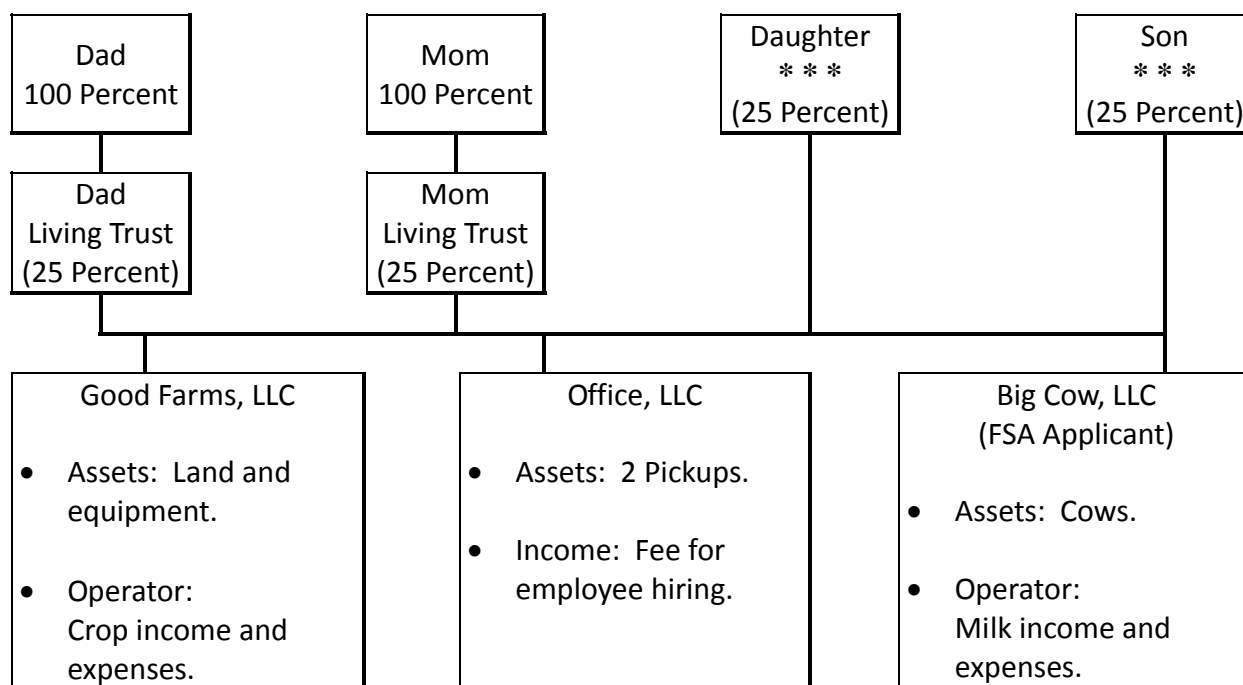 Dad
100 Percent
Mom
100 Percent
Daughter
* * *
(25 Percent)
Son
* * *
(25 Percent)
Dad
Living Trust
(25 Percent)
Mom
Living Trust
(25 Percent)
Good Farms, LLC
• Assets: Land and
equipment.
• Operator:
Crop income and
expenses.
Office, LLC
• Assets: 2 Pickups.
• Income: Fee for
employee hiring.
Big Cow, LLC
(FSA Applicant)
• Assets: Cows.
• Operator:
Milk income and
expenses.